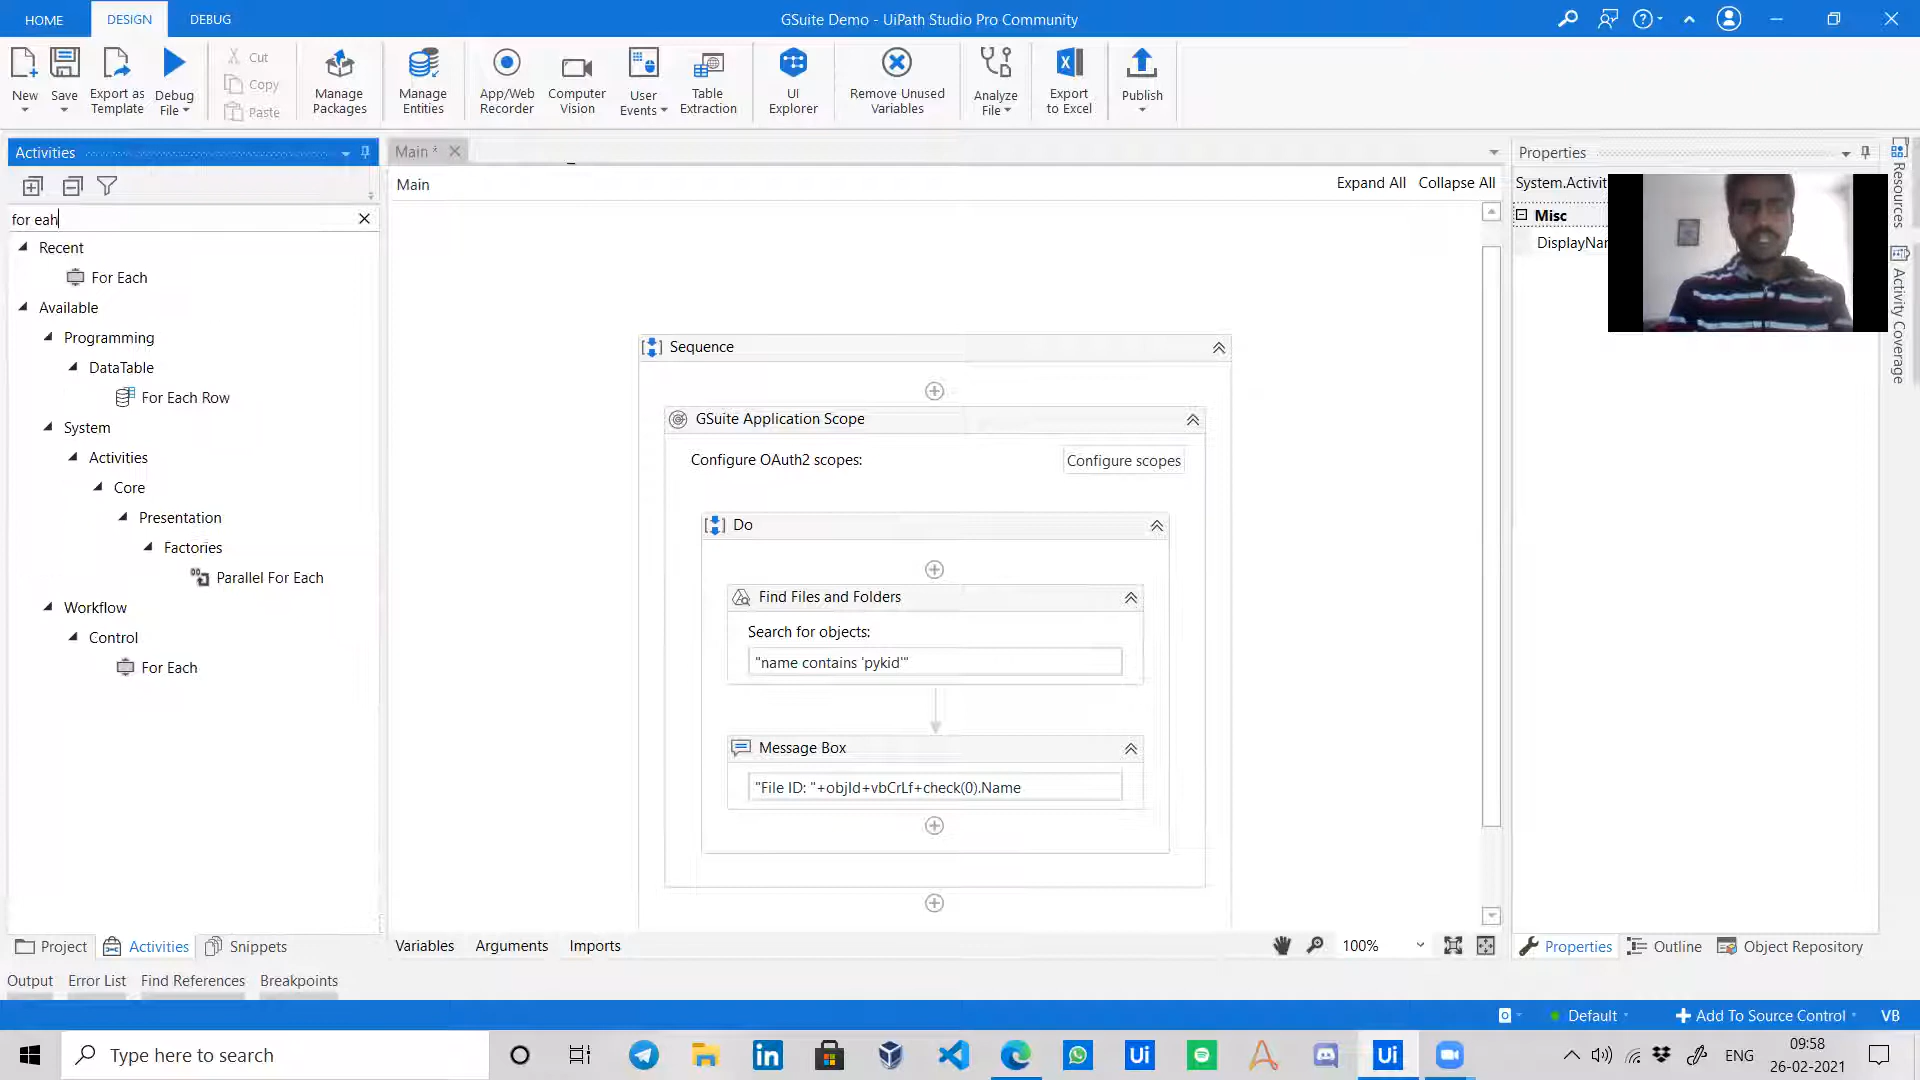 HOME
DESIGN
DEBUG
GSuite Demo - UiPath Studio Pro Community
New
Save
Export as Template
Debug File
Cut
Copy
Paste
Manage Packages
Manage Entities
App/Web Recorder
Computer Vision
User Events
Table Extraction
UI Explorer
Remove Unused Variables
Analyze File
Export to Excel
Publish
Activities
for eah
Recent
For Each
Available
Programming
DataTable
For Each Row
System
Activities
Core
Presentation
Factories
Parallel For Each
Workflow
Control
For Each
Project
Activities
Snippets
Main *
Main
Expand All
Collapse All
Sequence
GSuite Application Scope
Configure OAuth2 scopes:
Configure scopes
Do
Find Files and Folders
Search for objects:
"name contains 'pykid'"
Message Box
"File ID: "+objId+vbCrLf+check(0).Name
Variables
Arguments
Imports
100%
Properties
System.Activit
Misc
DisplayNar
Resources
Activity Coverage
Properties
Outline
Object Repository
Output
Error List
Find References
Breakpoints
Default
Add To Source Control
VB
Type here to search
Ui
Ui
ENG
09:58
26-02-2021